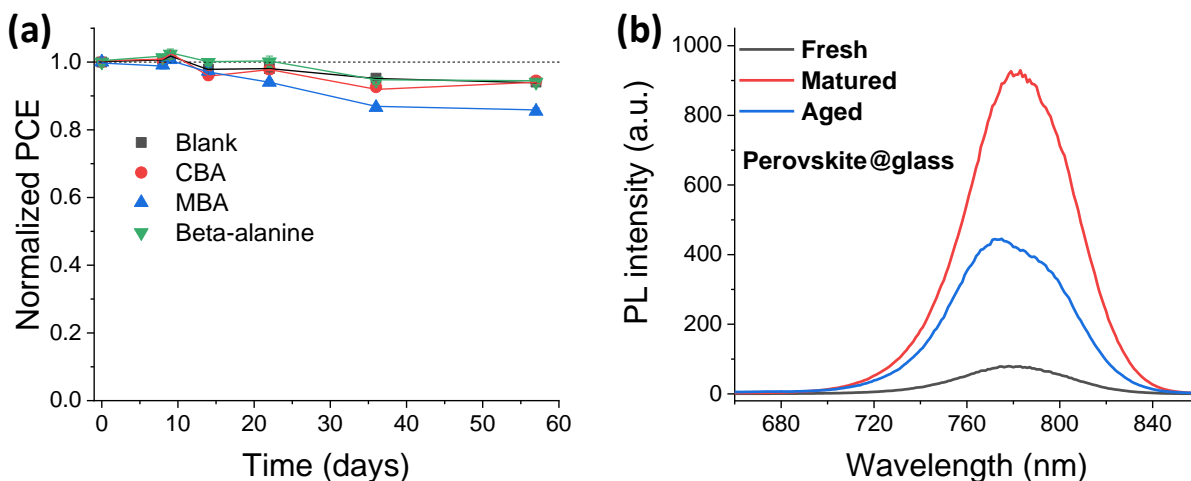 (a)
Normalized PCE
1.0
0.8
0.6
0.4
0.2
0.0
Blank
CBA
MBA
Beta-alanine
0 10 20 30 40 50 60
Time (days)
(b)
PL intensity (a.u.)
1000
800
600
400
200
0
Fresh
Matured
Aged
Perovskite@glass
680 720 760 800 840
Wavelength (nm)